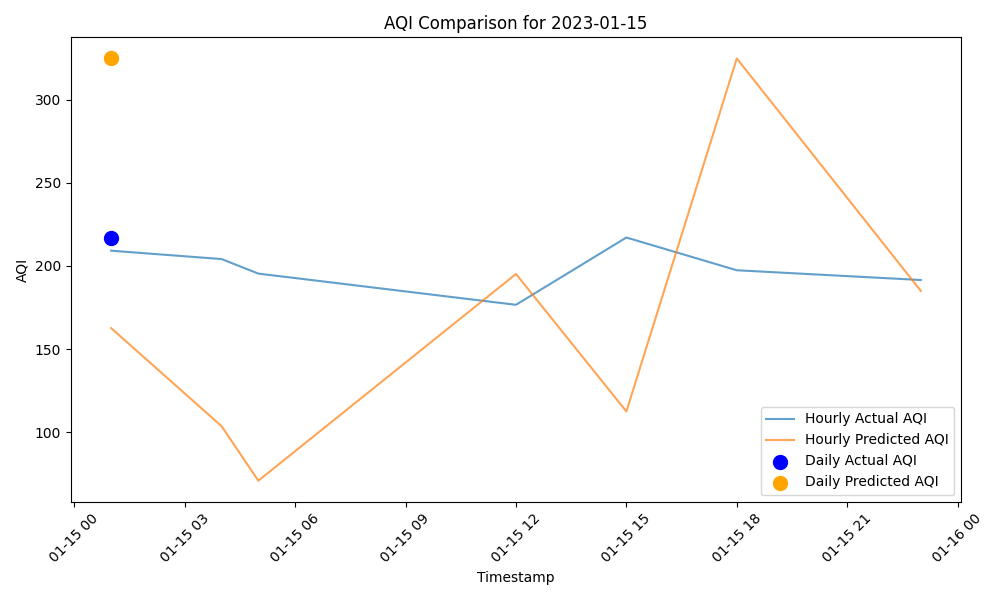 AQI Comparison for 2023-01-15
AQI
300
250
200
150
100
Hourly Actual AQI
Hourly Predicted AQI
Daily Actual AQI
Daily Predicted AQI
01-15 00
01-15 03
01-15 06
01-15 09
01-15 12
01-15 15
01-15 18
01-15 21
01-16 00
Timestamp